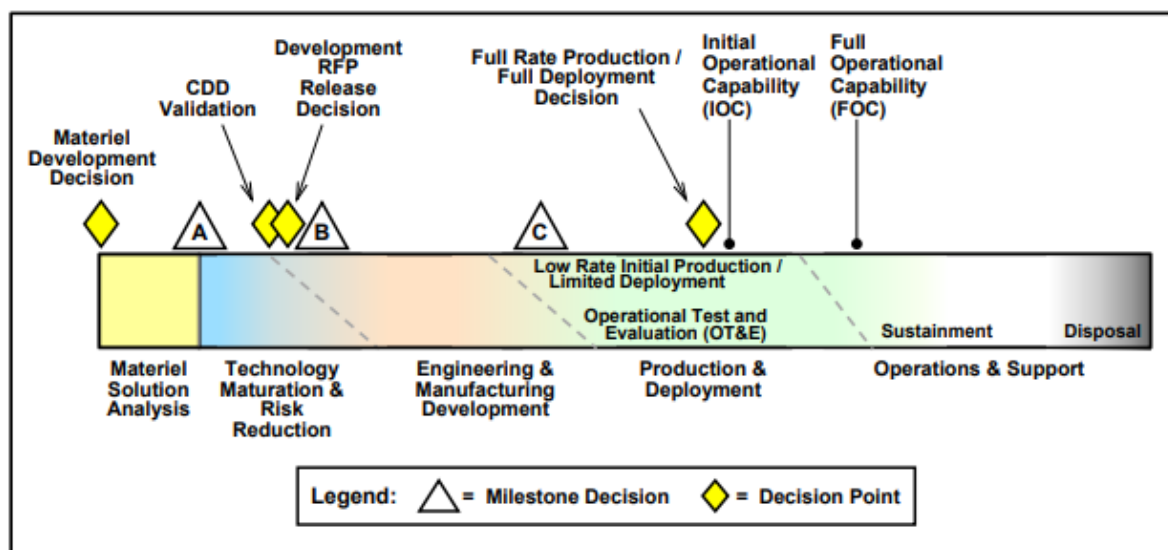 Materiel
Development
Decision
CDD
Validation
Development
RFP
Release
Decision
Full Rate Production /
Full Deployment
Decision
Initial
Operational
Capability
(IOC)
Full
Operational
Capability
(FOC)
A
B
C
Low Rate Initial Production /
Limited Deployment
Operational Test and
Evaluation (OT&E)
Sustainment
Disposal
Materiel
Solution
Analysis
Technology
Maturation &
Risk
Reduction
Engineering &
Manufacturing
Development
Production &
Deployment
Operations & Support
Legend: = Milestone Decision = Decision Point